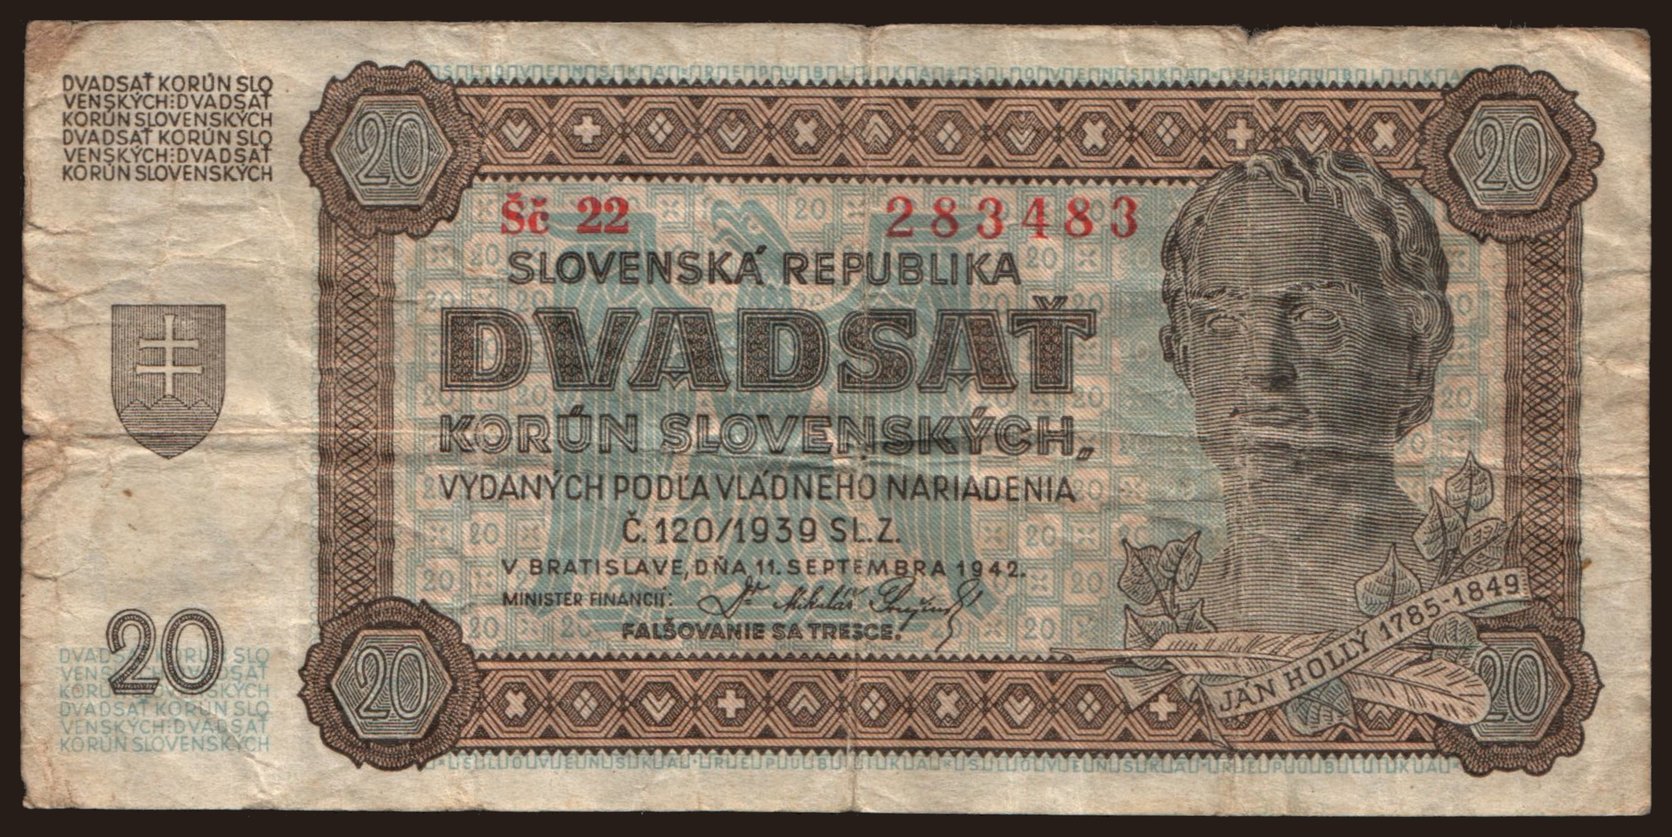 DVADSAŤ KORÚN SLO
VENSKÝCH:DVADSAŤ
KORÚN SLOVENSKÝCH
DVADSAŤ KORÚN SLO
VENSKÝCH:DVADSAŤ
KORÚN SLOVENSKÝCH
20
20
Šč 22 283483
SLOVENSKÁ REPUBLIKA
DVADSAŤ
KORÚN SLOVENSKÝCH,
VYDANÝCH PODĽA VLÁDNEHO NARIADENIA
Č. 120/1939 SL. Z.
V BRATISLAVE, DŇA 11. SEPTEMBRA 1942.
MINISTER FINANCIÍ: Dr. Mikuláš
FALŠOVANIE SA TRESCE.
JÁN HOLLÝ 1785-1849
20
DVADSAŤ KORÚN SLO
VENSKÝCH:DVADSAŤ
KORÚN SLOVENSKÝCH
DVADSAŤ KORÚN SLO
VENSKÝCH:DVADSAŤ
KORÚN SLOVENSKÝCH
20
20